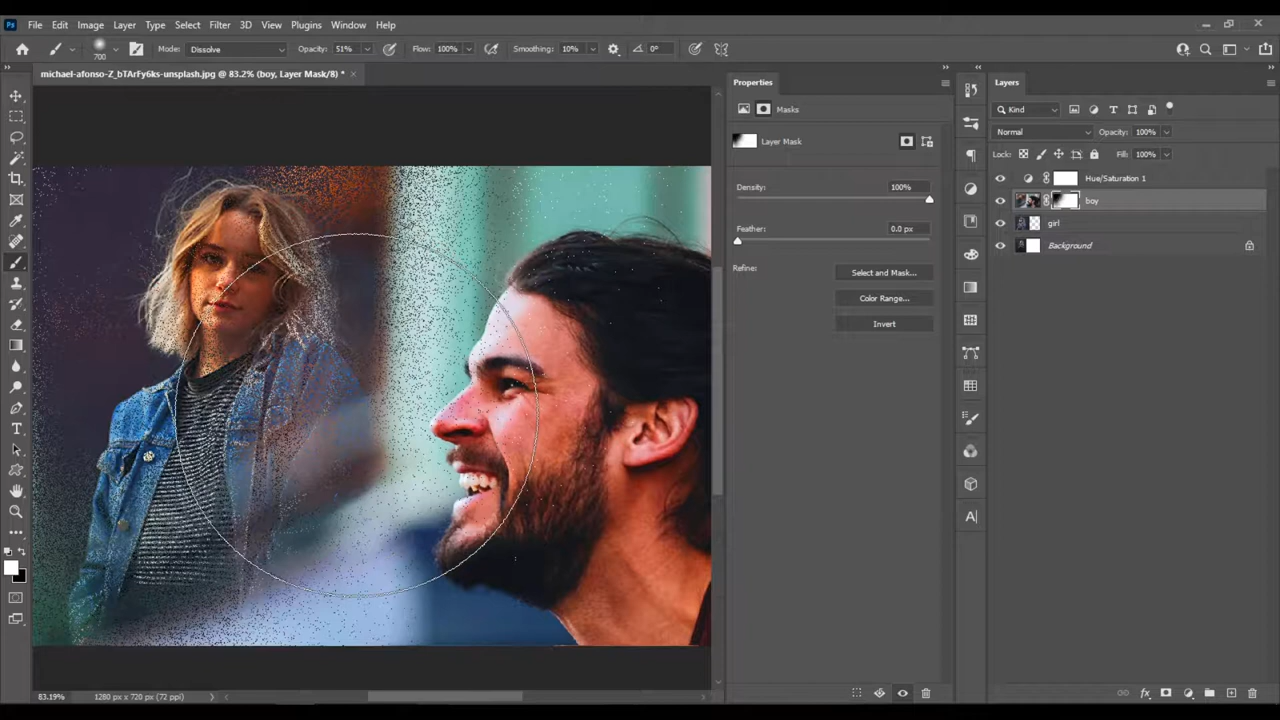 Ps File Edit Image Layer Type Select Filter 3D View Plugins Window Help
700 Mode: Dissolve Opacity: 51% Flow: 100% Smoothing: 10% 0°
michael-afonso-Z_bTArFy6ks-unsplash.jpg @ 83.2% (boy, Layer Mask/8) *
Properties
Masks
Layer Mask
Density: 100%
Feather: 0.0 px
Refine: Select and Mask...
Color Range...
Invert
Layers
Kind
Normal Opacity: 100%
Lock: Fill: 100%
Hue/Saturation 1
boy
girl
Background
83.19% 1280 px x 720 px (72 ppi)